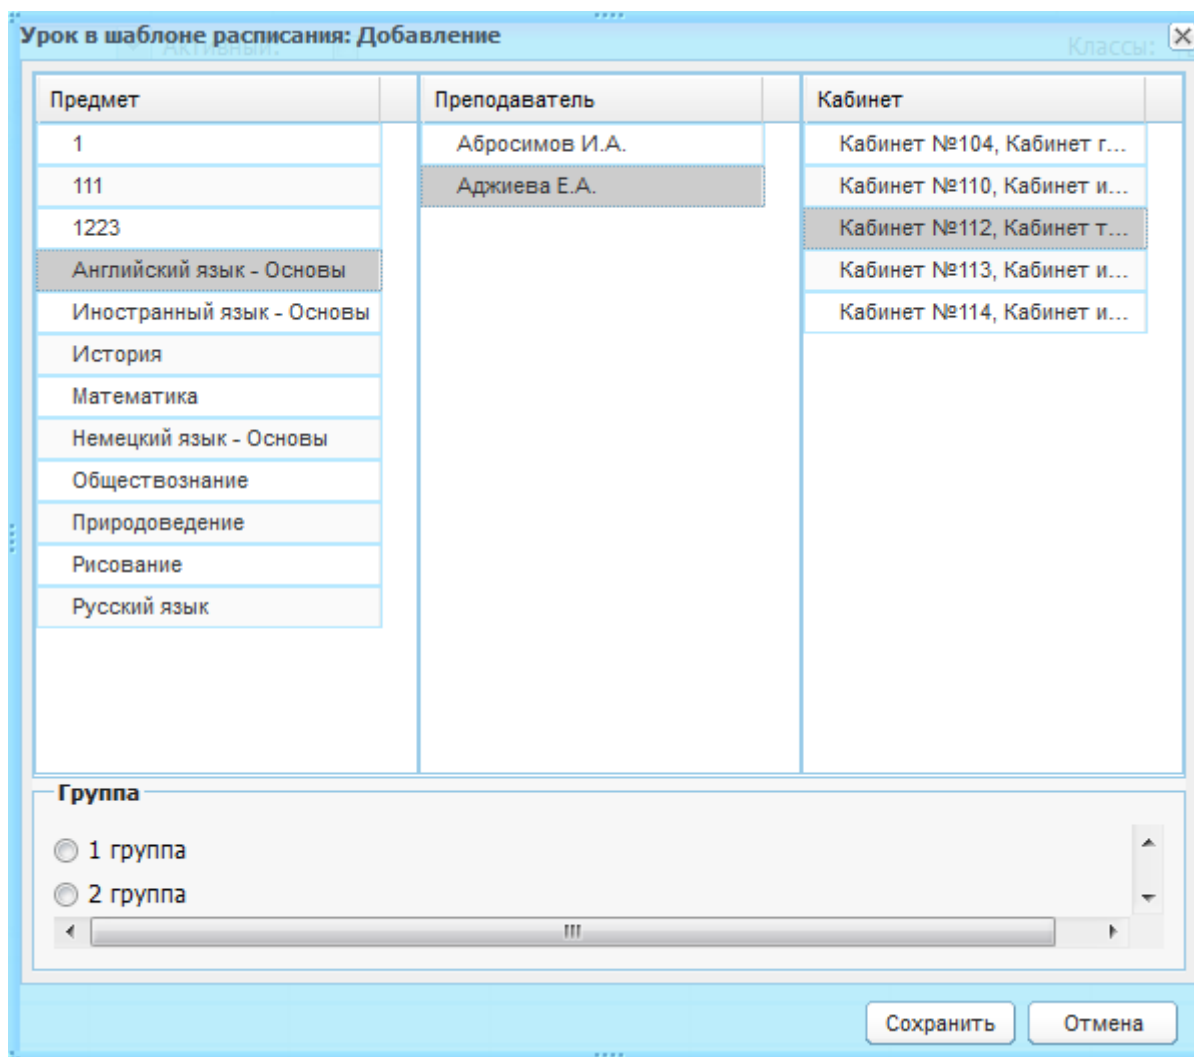 Урок в шаблоне расписания: Добавление
Активный:
Классы:
Предмет
Преподаватель
Кабинет
1
111
1223
Английский язык - Основы
Иностранный язык - Основы
История
Математика
Немецкий язык - Основы
Обществознание
Природоведение
Рисование
Русский язык
Абросимов И.А.
Аджиева Е.А.
Кабинет №104, Кабинет г...
Кабинет №110, Кабинет и...
Кабинет №112, Кабинет т...
Кабинет №113, Кабинет и...
Кабинет №114, Кабинет и...
Группа
1 группа
2 группа
Сохранить
Отмена